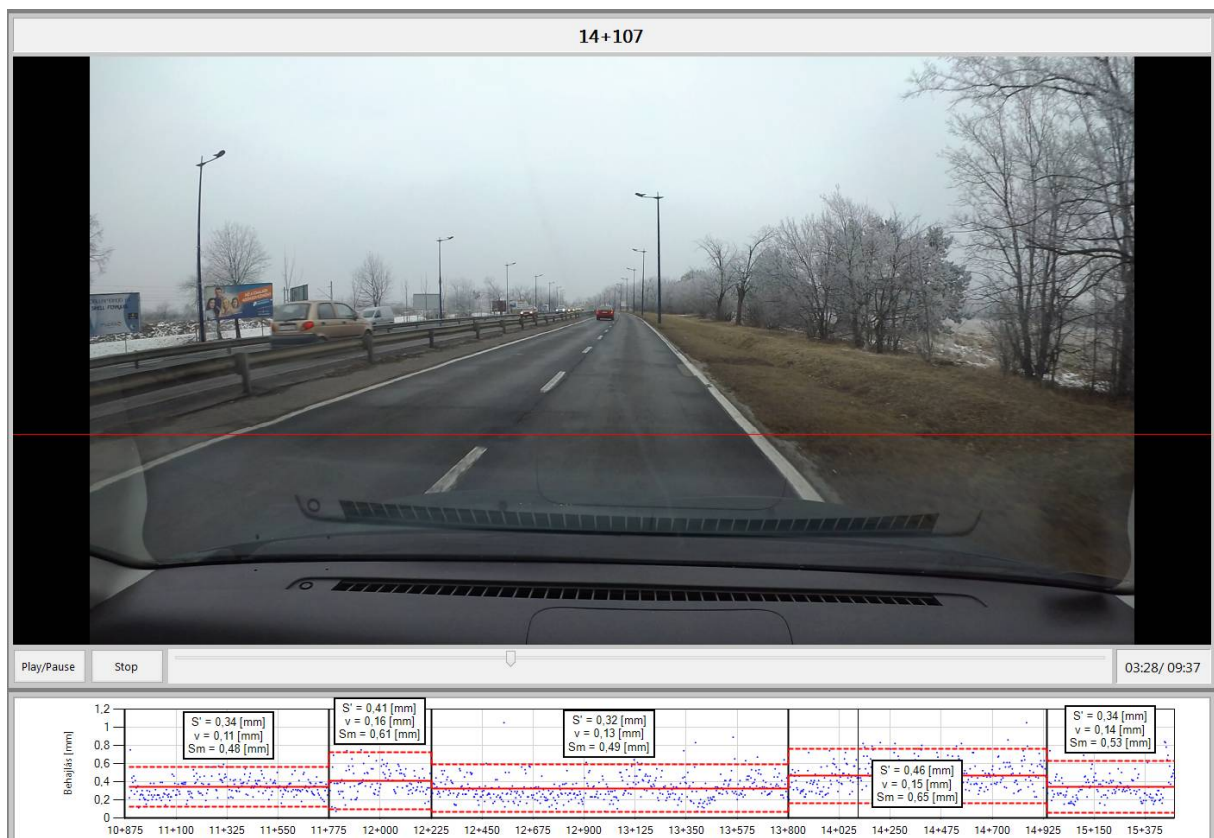 14+107
Play/Pause
Stop
03:28/ 09:37
Behajlás [mm]
1,2
1
0,8
0,6
0,4
0,2
0
S' = 0,34 [mm]
v = 0,11 [mm]
Sm = 0,48 [mm]
S' = 0,41 [mm]
v = 0,16 [mm]
Sm = 0,61 [mm]
S' = 0,32 [mm]
v = 0,13 [mm]
Sm = 0,49 [mm]
S' = 0,46 [mm]
v = 0,15 [mm]
Sm = 0,65 [mm]
S' = 0,34 [mm]
v = 0,14 [mm]
Sm = 0,53 [mm]
10+875 11+100 11+325 11+550 11+775 12+000 12+225 12+450 12+675 12+900 13+125 13+350 13+575 13+800 14+025 14+250 14+475 14+700 14+925 15+150 15+375